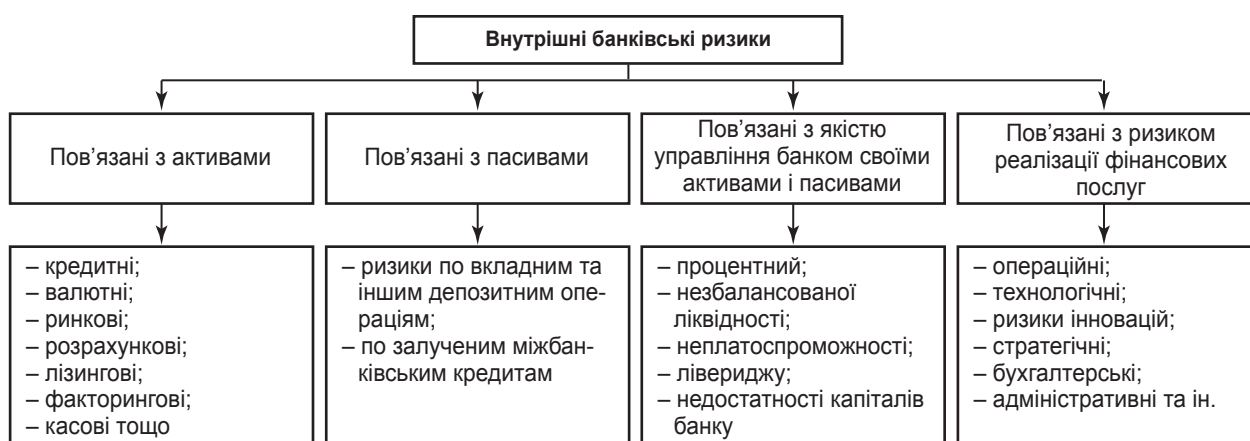 Внутрішні банківські ризики
Пов’язані з активами
Пов’язані з пасивами
Пов’язані з якістю
управління банком своїми
активами і пасивами
Пов’язані з ризиком
реалізації фінансових
послуг
– кредитні;
– валютні;
– ринкові;
– розрахункові;
– лізингові;
– факторингові;
– касові тощо
– ризики по вкладним та
іншим депозитним опе-
раціям;
– по залученим міжбан-
ківським кредитам
– процентний;
– незбалансованої
ліквідності;
– неплатоспроможності;
– лівериджу;
– недостатності капіталів
банку
– операційні;
– технологічні;
– ризики інновацій;
– стратегічні;
– бухгалтерські;
– адміністративні та ін.